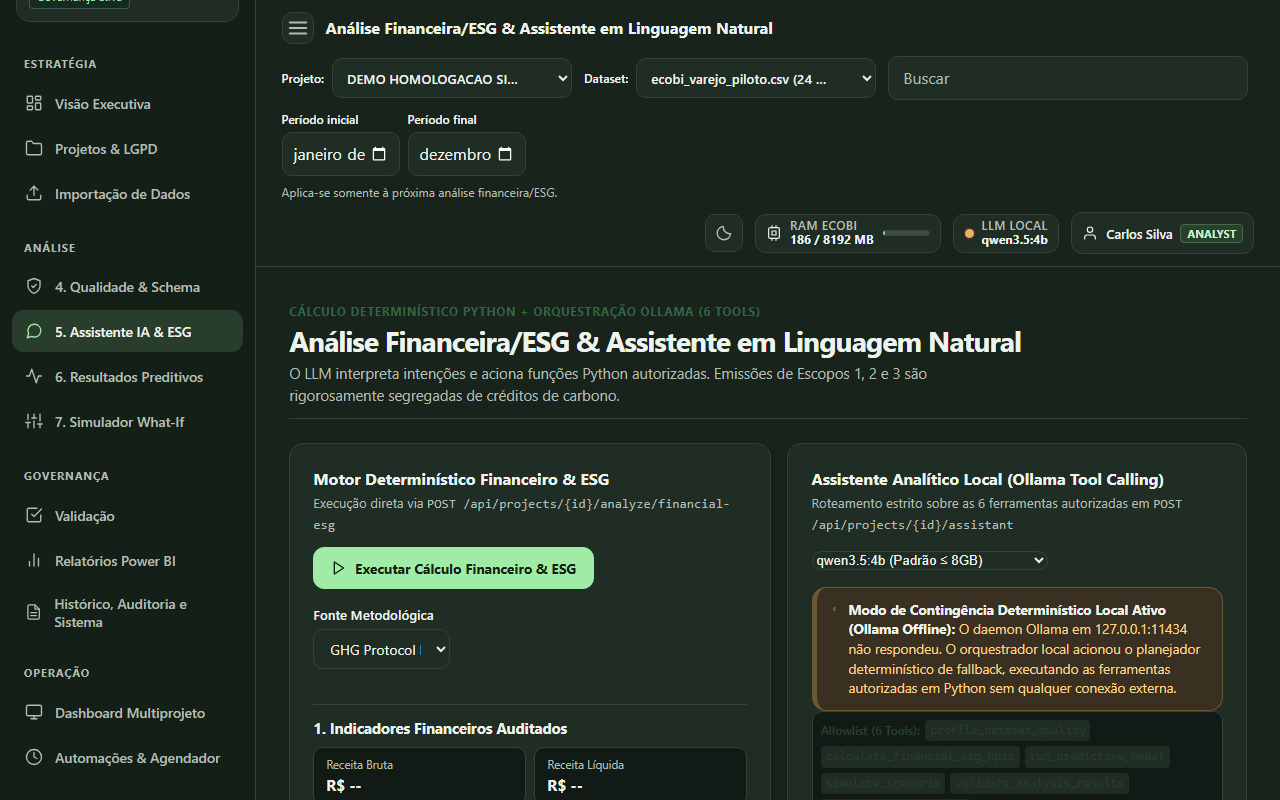 ESTRATÉGIA
Visão Executiva
Projetos & LGPD
Importação de Dados
ANÁLISE
4. Qualidade & Schema
5. Assistente IA & ESG
6. Resultados Preditivos
7. Simulador What-If
GOVERNANÇA
Validação
Relatórios Power BI
Histórico, Auditoria e
Sistema
OPERAÇÃO
Dashboard Multiprojeto
Automações & Agendador
Análise Financeira/ESG & Assistente em Linguagem Natural
Projeto: DEMO HOMOLOGACAO SI... Dataset: ecobi_varejo_piloto.csv (24 ... Buscar
Período inicial Período final
janeiro de dezembro
Aplica-se somente à próxima análise financeira/ESG.
RAM ECOBI
186 / 8192 MB
LLM LOCAL
qwen3.5:4b
Carlos Silva ANALYST
CÁLCULO DETERMINÍSTICO PYTHON + ORQUESTRAÇÃO OLLAMA (6 TOOLS)
Análise Financeira/ESG & Assistente em Linguagem Natural
O LLM interpreta intenções e aciona funções Python autorizadas. Emissões de Escopos 1, 2 e 3 são
rigorosamente segregadas de créditos de carbono.
Motor Determinístico Financeiro & ESG
Execução direta via POST /api/projects/{id}/analyze/financial-
esg
Executar Cálculo Financeiro & ESG
Fonte Metodológica
GHG Protocol
1. Indicadores Financeiros Auditados
Receita Bruta
R$ --
Receita Líquida
R$ --
Assistente Analítico Local (Ollama Tool Calling)
Roteamento estrito sobre as 6 ferramentas autorizadas em POST
/api/projects/{id}/assistant
qwen3.5:4b (Padrão ≤ 8GB)
Modo de Contingência Determinístico Local Ativo
(Ollama Offline): O daemon Ollama em 127.0.0.1:11434
não respondeu. O orquestrador local acionou o planejador
determinístico de fallback, executando as ferramentas
autorizadas em Python sem qualquer conexão externa.
Allowlist (6 Tools): profile_dataset_quality
calculate_financial_esg_kpis run_predictive_model
simulate_scenario validate_analysis_results